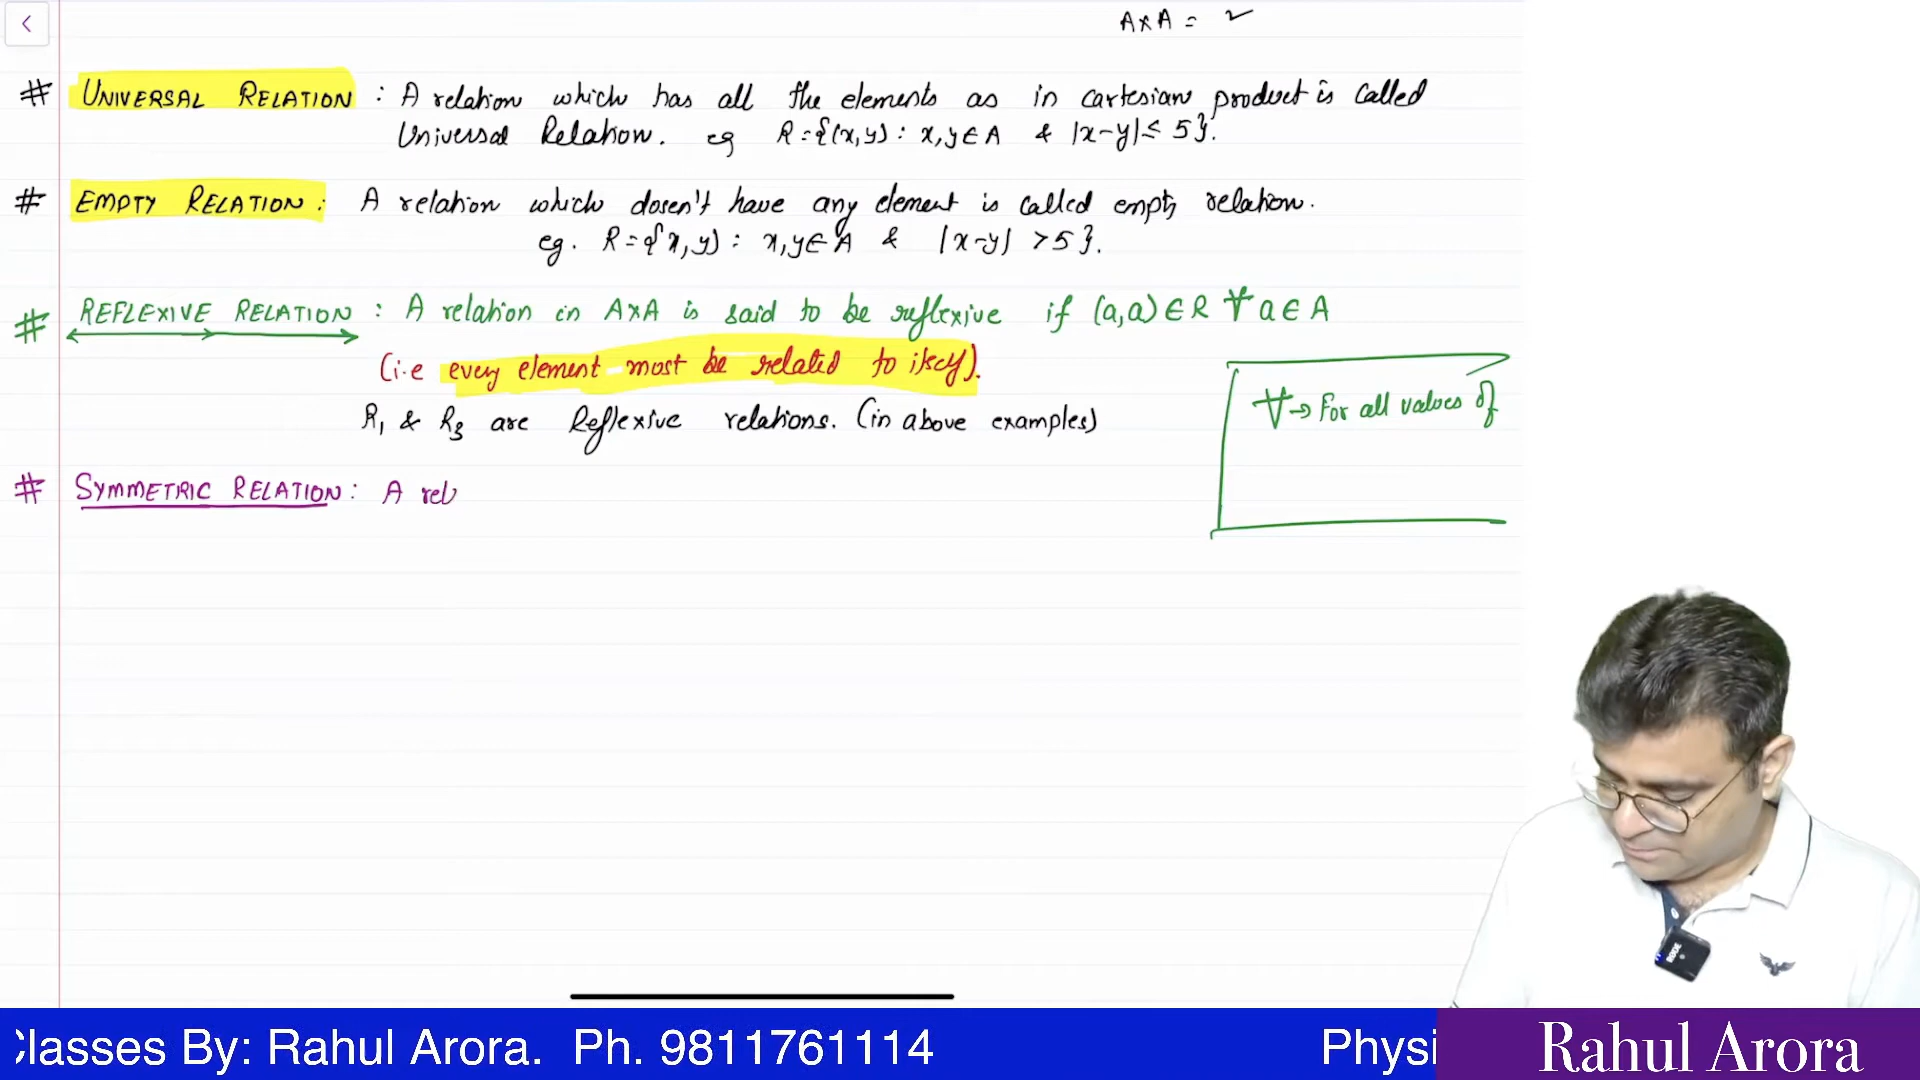 A×A =
# UNIVERSAL RELATION : A relation which has all the elements as in cartesian product is called
Universal Relation. eg R={(x,y) : x,y∈A & |x-y|≤ 5}.
# EMPTY RELATION : A relation which dosen't have any element is called empty relation.
eg. R={x,y) : x,y∈A & |x-y| >5}.
# REFLEXIVE RELATION : A relation in A×A is said to be reflexive if (a,a)∈R ∀ a∈A
(i.e every element must be related to itself).
∀→ For all values of
R₁ & R₃ are Reflexive relations. (in above examples)
# SYMMETRIC RELATION : A rel
RODE
Classes By: Rahul Arora. Ph. 9811761114 Physi
Rahul Arora